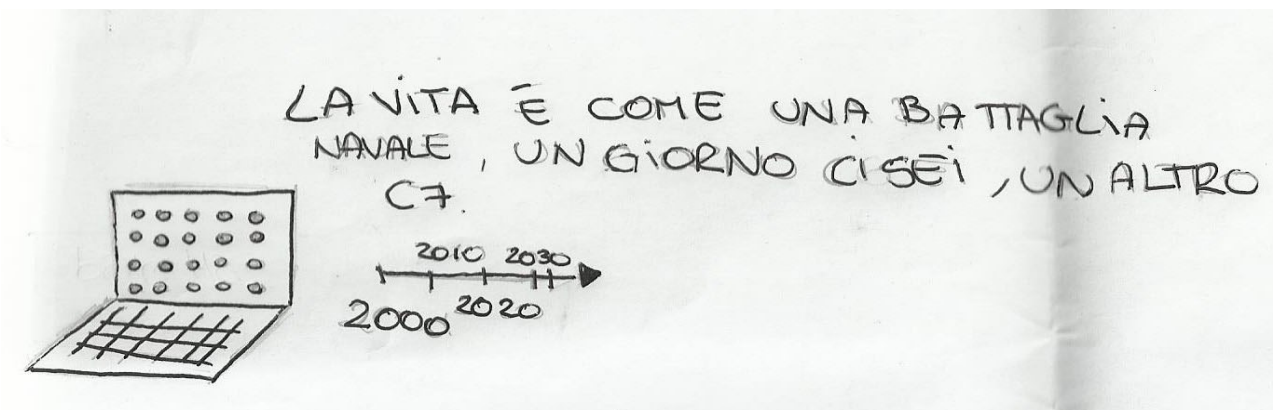 LA VITA È COME UNA BATTAGLIA
NAVALE, UN GIORNO CI SEI, UN ALTRO
C7.
2010 2030
2000 2020